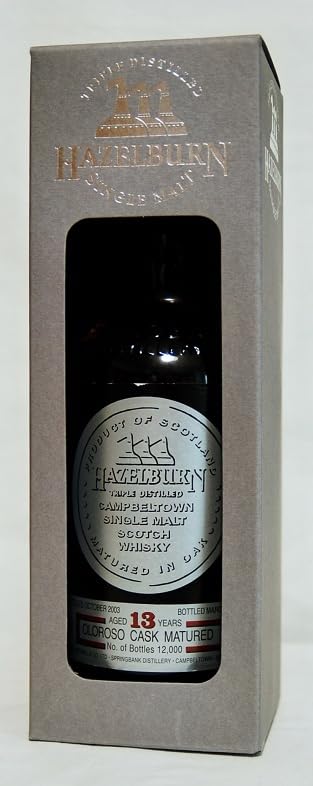 TRIPLE DISTILLED
HAZELBURN
SINGLE MALT
PRODUCT OF SCOTLAND
HAZELBURN
TRIPLE DISTILLED
CAMPBELTOWN
SINGLE MALT
SCOTCH
WHISKY
MATURED IN OAK
OCTOBER 2003 BOTTLED
AGED 13 YEARS
OLOROSO CASK MATURED
No. of Bottles 12,000
SPRINGBANK DISTILLERY • CAMPBELTOWN